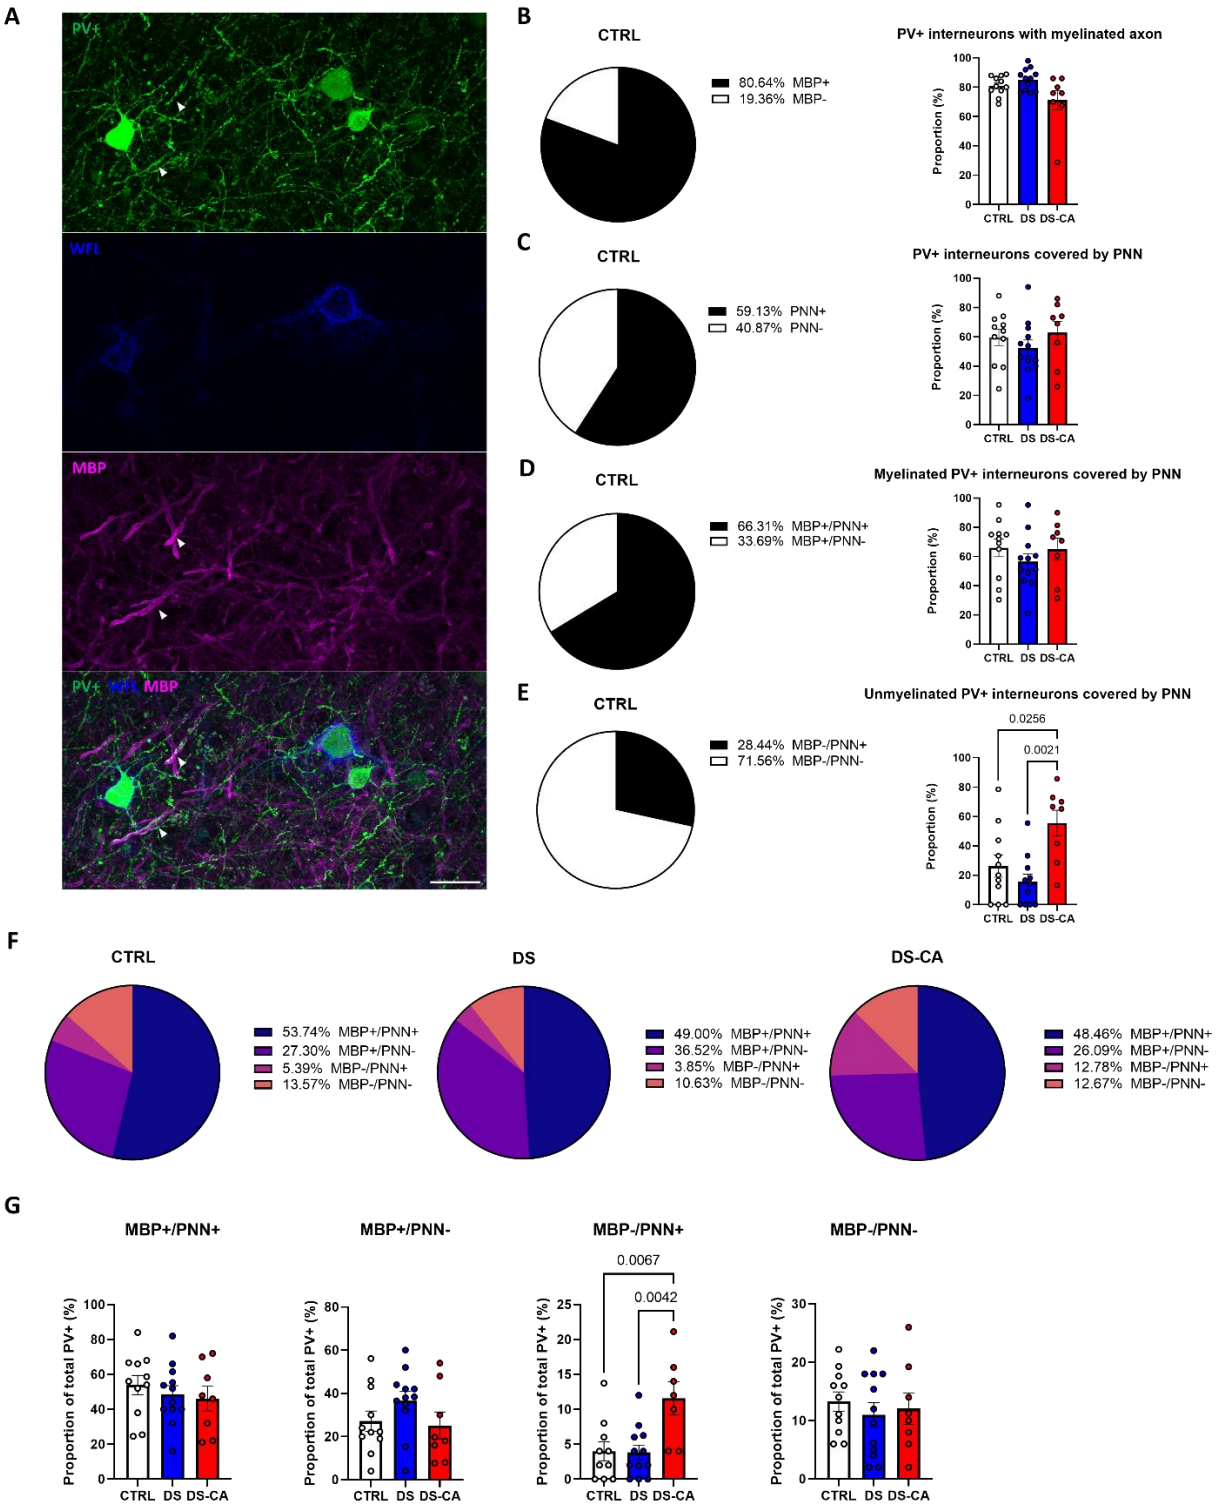 A
PV+
WFL
MBP
PV+ WFL MBP
B
CTRL
80.64% MBP+
19.36% MBP-
PV+ interneurons with myelinated axon
Proportion (%)
100
80
60
40
20
0
CTRL DS DS-CA
C
CTRL
59.13% PNN+
40.87% PNN-
PV+ interneurons covered by PNN
Proportion (%)
100
80
60
40
20
0
CTRL DS DS-CA
D
CTRL
66.31% MBP+/PNN+
33.69% MBP+/PNN-
Myelinated PV+ interneurons covered by PNN
Proportion (%)
100
80
60
40
20
0
CTRL DS DS-CA
E
CTRL
28.44% MBP-/PNN+
71.56% MBP-/PNN-
Unmyelinated PV+ interneurons covered by PNN
0.0256
0.0021
Proportion (%)
100
80
60
40
20
0
CTRL DS DS-CA
F
CTRL
53.74% MBP+/PNN+
27.30% MBP+/PNN-
5.39% MBP-/PNN+
13.57% MBP-/PNN-
DS
49.00% MBP+/PNN+
36.52% MBP+/PNN-
3.85% MBP-/PNN+
10.63% MBP-/PNN-
DS-CA
48.46% MBP+/PNN+
26.09% MBP+/PNN-
12.78% MBP-/PNN+
12.67% MBP-/PNN-
G
MBP+/PNN+
Proportion of total PV+ (%)
100
80
60
40
20
0
CTRL DS DS-CA
MBP+/PNN-
Proportion of total PV+ (%)
80
60
40
20
0
CTRL DS DS-CA
MBP-/PNN+
0.0067
0.0042
Proportion of total PV+ (%)
25
20
15
10
5
0
CTRL DS DS-CA
MBP-/PNN-
Proportion of total PV+ (%)
30
20
10
0
CTRL DS DS-CA